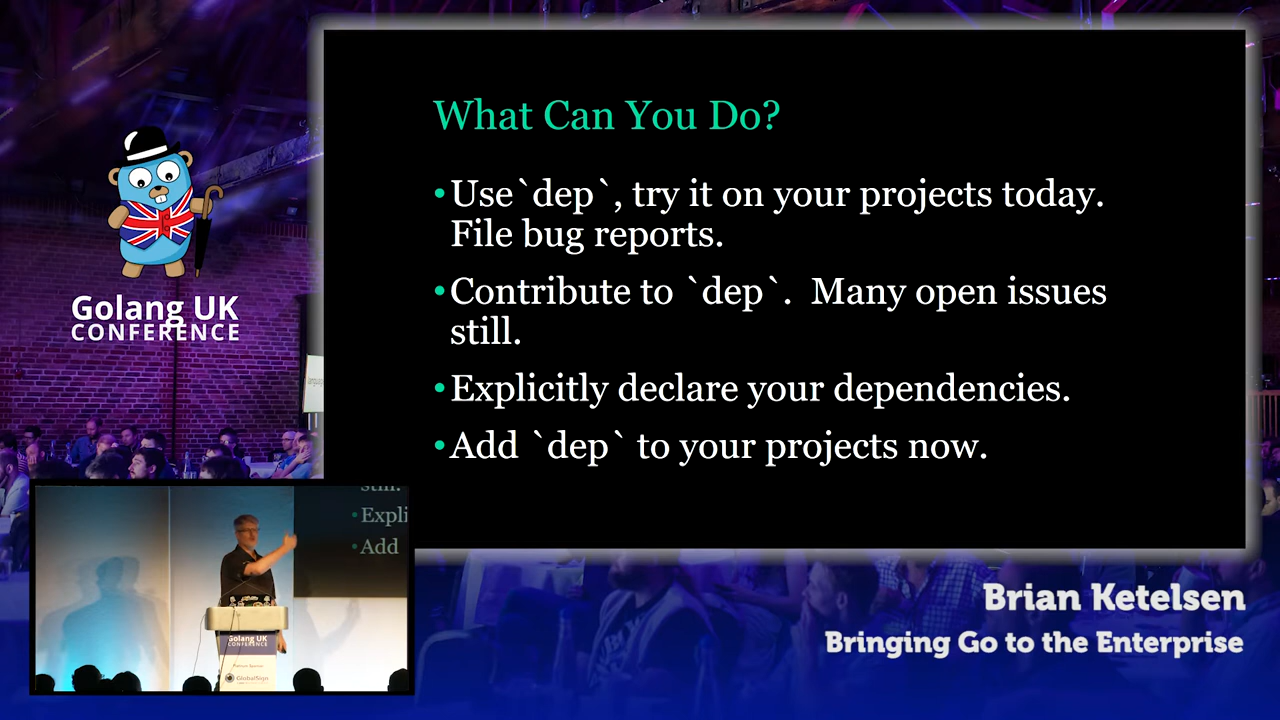 What Can You Do?
•Use`dep`, try it on your projects today.
File bug reports.
•Contribute to `dep`.  Many open issues
still.
•Explicitly declare your dependencies.
•Add `dep` to your projects now.
Golang UK
CONFERENCE
still.
•Expli
•Add
Golang UK
CONFERENCE
GlobalSign
Brian Ketelsen
Bringing Go to the Enterprise